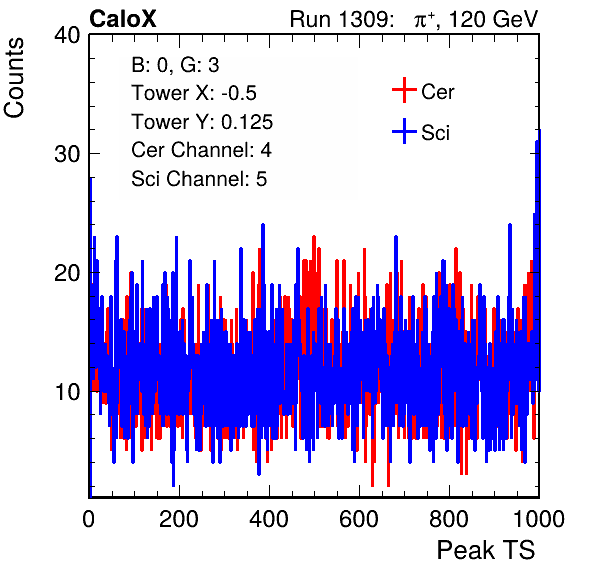 CaloX Run 1309: π⁺, 120 GeV
Counts
B: 0, G: 3
Tower X: -0.5
Tower Y: 0.125
Cer Channel: 4
Sci Channel: 5
Cer
Sci
40
30
20
10
0 200 400 600 800 1000
Peak TS